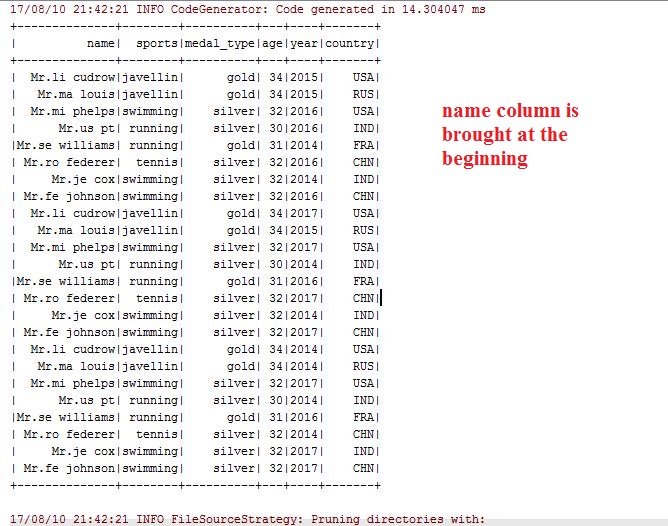 17/08/10 21:42:21 INFO CodeGenerator: Code generated in 14.304047 ms
+--------------+--------+----------+---+----+-------+
|          name|  sports|medal_type|age|year|country|
+--------------+--------+----------+---+----+-------+
|  Mr.li cudrow|javellin|      gold| 34|2015|    USA|
|   Mr.ma louis|javellin|      gold| 34|2015|    RUS|
|  Mr.mi phelps|swimming|    silver| 32|2016|    USA|
|      Mr.us pt| running|    silver| 30|2016|    IND|
|Mr.se williams| running|      gold| 31|2014|    FRA|
| Mr.ro federer|  tennis|    silver| 32|2016|    CHN|
|     Mr.je cox|swimming|    silver| 32|2014|    IND|
| Mr.fe johnson|swimming|    silver| 32|2016|    CHN|
|  Mr.li cudrow|javellin|      gold| 34|2017|    USA|
|   Mr.ma louis|javellin|      gold| 34|2015|    RUS|
|  Mr.mi phelps|swimming|    silver| 32|2017|    USA|
|      Mr.us pt| running|    silver| 30|2014|    IND|
|Mr.se williams| running|      gold| 31|2016|    FRA|
| Mr.ro federer|  tennis|    silver| 32|2017|    CHN|
|     Mr.je cox|swimming|    silver| 32|2014|    IND|
| Mr.fe johnson|swimming|    silver| 32|2017|    CHN|
|  Mr.li cudrow|javellin|      gold| 34|2014|    USA|
|   Mr.ma louis|javellin|      gold| 34|2014|    RUS|
|  Mr.mi phelps|swimming|    silver| 32|2017|    USA|
|      Mr.us pt| running|    silver| 30|2014|    IND|
|Mr.se williams| running|      gold| 31|2016|    FRA|
| Mr.ro federer|  tennis|    silver| 32|2014|    CHN|
|     Mr.je cox|swimming|    silver| 32|2017|    IND|
| Mr.fe johnson|swimming|    silver| 32|2017|    CHN|
+--------------+--------+----------+---+----+-------+
17/08/10 21:42:21 INFO FileSourceStrategy: Pruning directories with:
name column is
brought at the
beginning